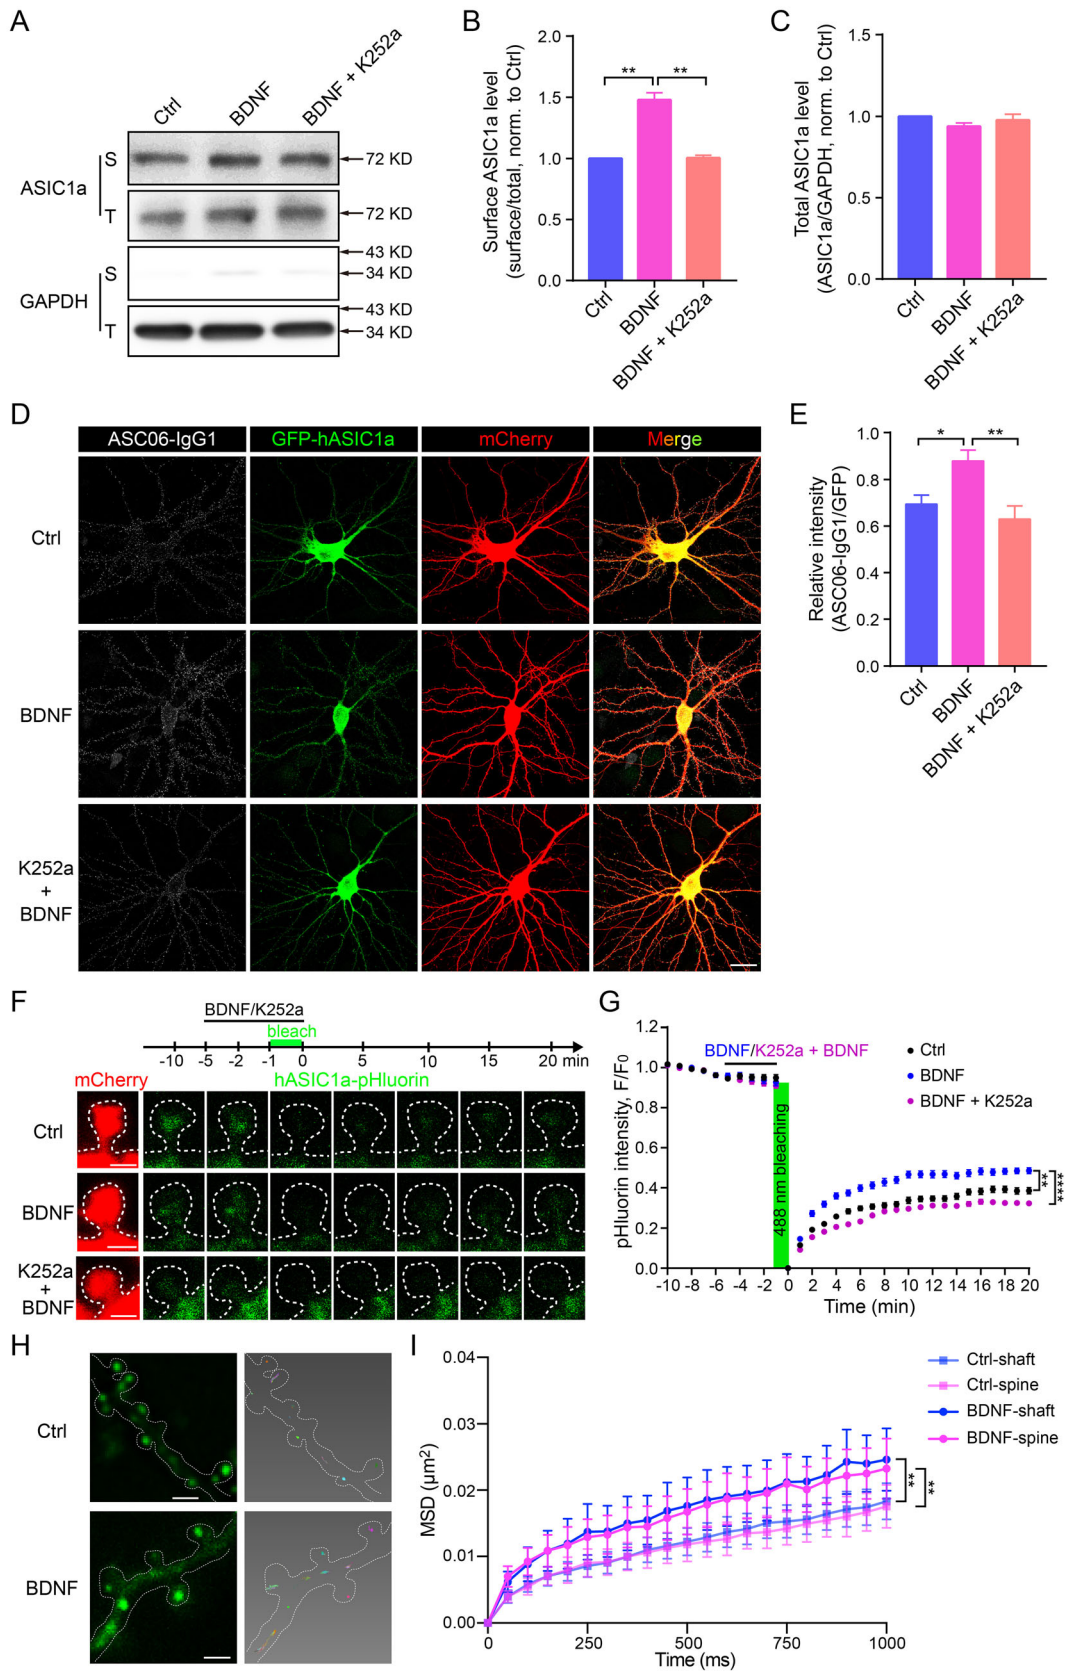 A
Ctrl
BDNF
BDNF + K252a
ASIC1a
S
72 KD
T
72 KD
GAPDH
S
43 KD
34 KD
T
43 KD
34 KD
B
Surface ASIC1a level
(surface/total, norm. to Ctrl)
2.0
1.5
1.0
0.5
0.0
** **
Ctrl
BDNF
BDNF + K252a
C
Total ASIC1a level
(ASIC1a/GAPDH, norm. to Ctrl)
1.5
1.0
0.5
0.0
Ctrl
BDNF
BDNF + K252a
D
ASC06-IgG1 GFP-hASIC1a mCherry Merge
Ctrl
BDNF
K252a
+
BDNF
E
Relative intensity
(ASC06-IgG1/GFP)
1.0
0.8
0.6
0.4
0.2
0.0
* **
Ctrl
BDNF
BDNF + K252a
F
BDNF/K252a
bleach
-10 -5 -2 -1 0 5 10 15 20 min
mCherry hASIC1a-pHluorin
Ctrl
BDNF
K252a
+
BDNF
G
pHluorin intensity, F/F0
1.2
1.0
0.8
0.6
0.4
0.2
0.0
BDNF/K252a + BDNF
488 nm bleaching
Ctrl
BDNF
BDNF + K252a
**
****
-10 -8 -6 -4 -2 0 2 4 6 8 10 12 14 16 18 20
Time (min)
H
Ctrl
BDNF
I
MSD (μm²)
0.04
0.03
0.02
0.01
0.00
Ctrl-shaft
Ctrl-spine
BDNF-shaft
BDNF-spine
**
**
0 250 500 750 1000
Time (ms)